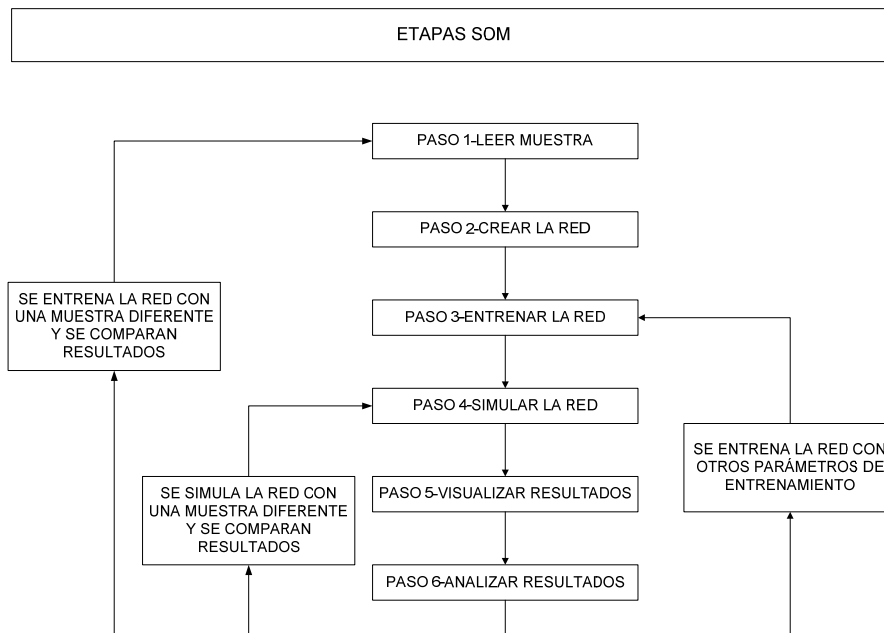 ETAPAS SOM
PASO 1-LEER MUESTRA
PASO 2-CREAR LA RED
SE ENTRENA LA RED CON
UNA MUESTRA DIFERENTE
Y SE COMPARAN
RESULTADOS
PASO 3-ENTRENAR LA RED
PASO 4-SIMULAR LA RED
SE ENTRENA LA RED CON
OTROS PARÁMETROS DE
ENTRENAMIENTO
SE SIMULA LA RED CON
UNA MUESTRA DIFERENTE
Y SE COMPARAN
RESULTADOS
PASO 5-VISUALIZAR RESULTADOS
PASO 6-ANALIZAR RESULTADOS